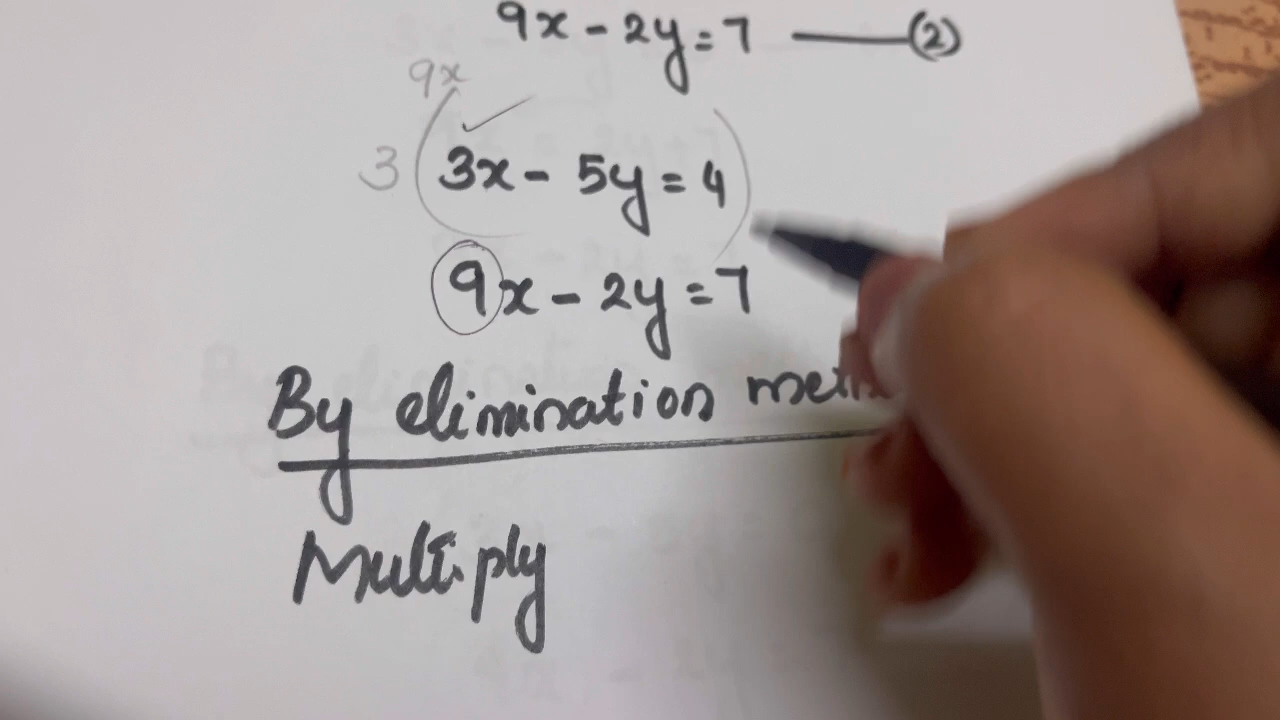 9x - 2y = 7 (2)
9x
3 ( 3x - 5y = 4 )
9x - 2y = 7
By elimination
Multiply